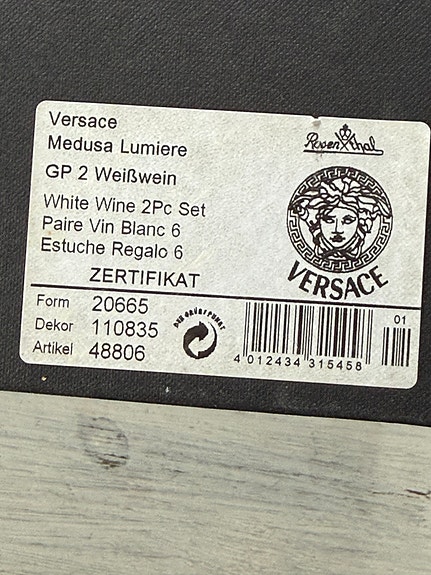 Versace
Medusa Lumiere
GP 2 Weißwein
White Wine 2Pc Set
Paire Vin Blanc 6
Estuche Regalo 6
ZERTIFIKAT
Rosenthal
VERSACE
Form 20665
Dekor 110835
Artikel 48806
DER GRÜNE PUNKT
4 012434 315458
01